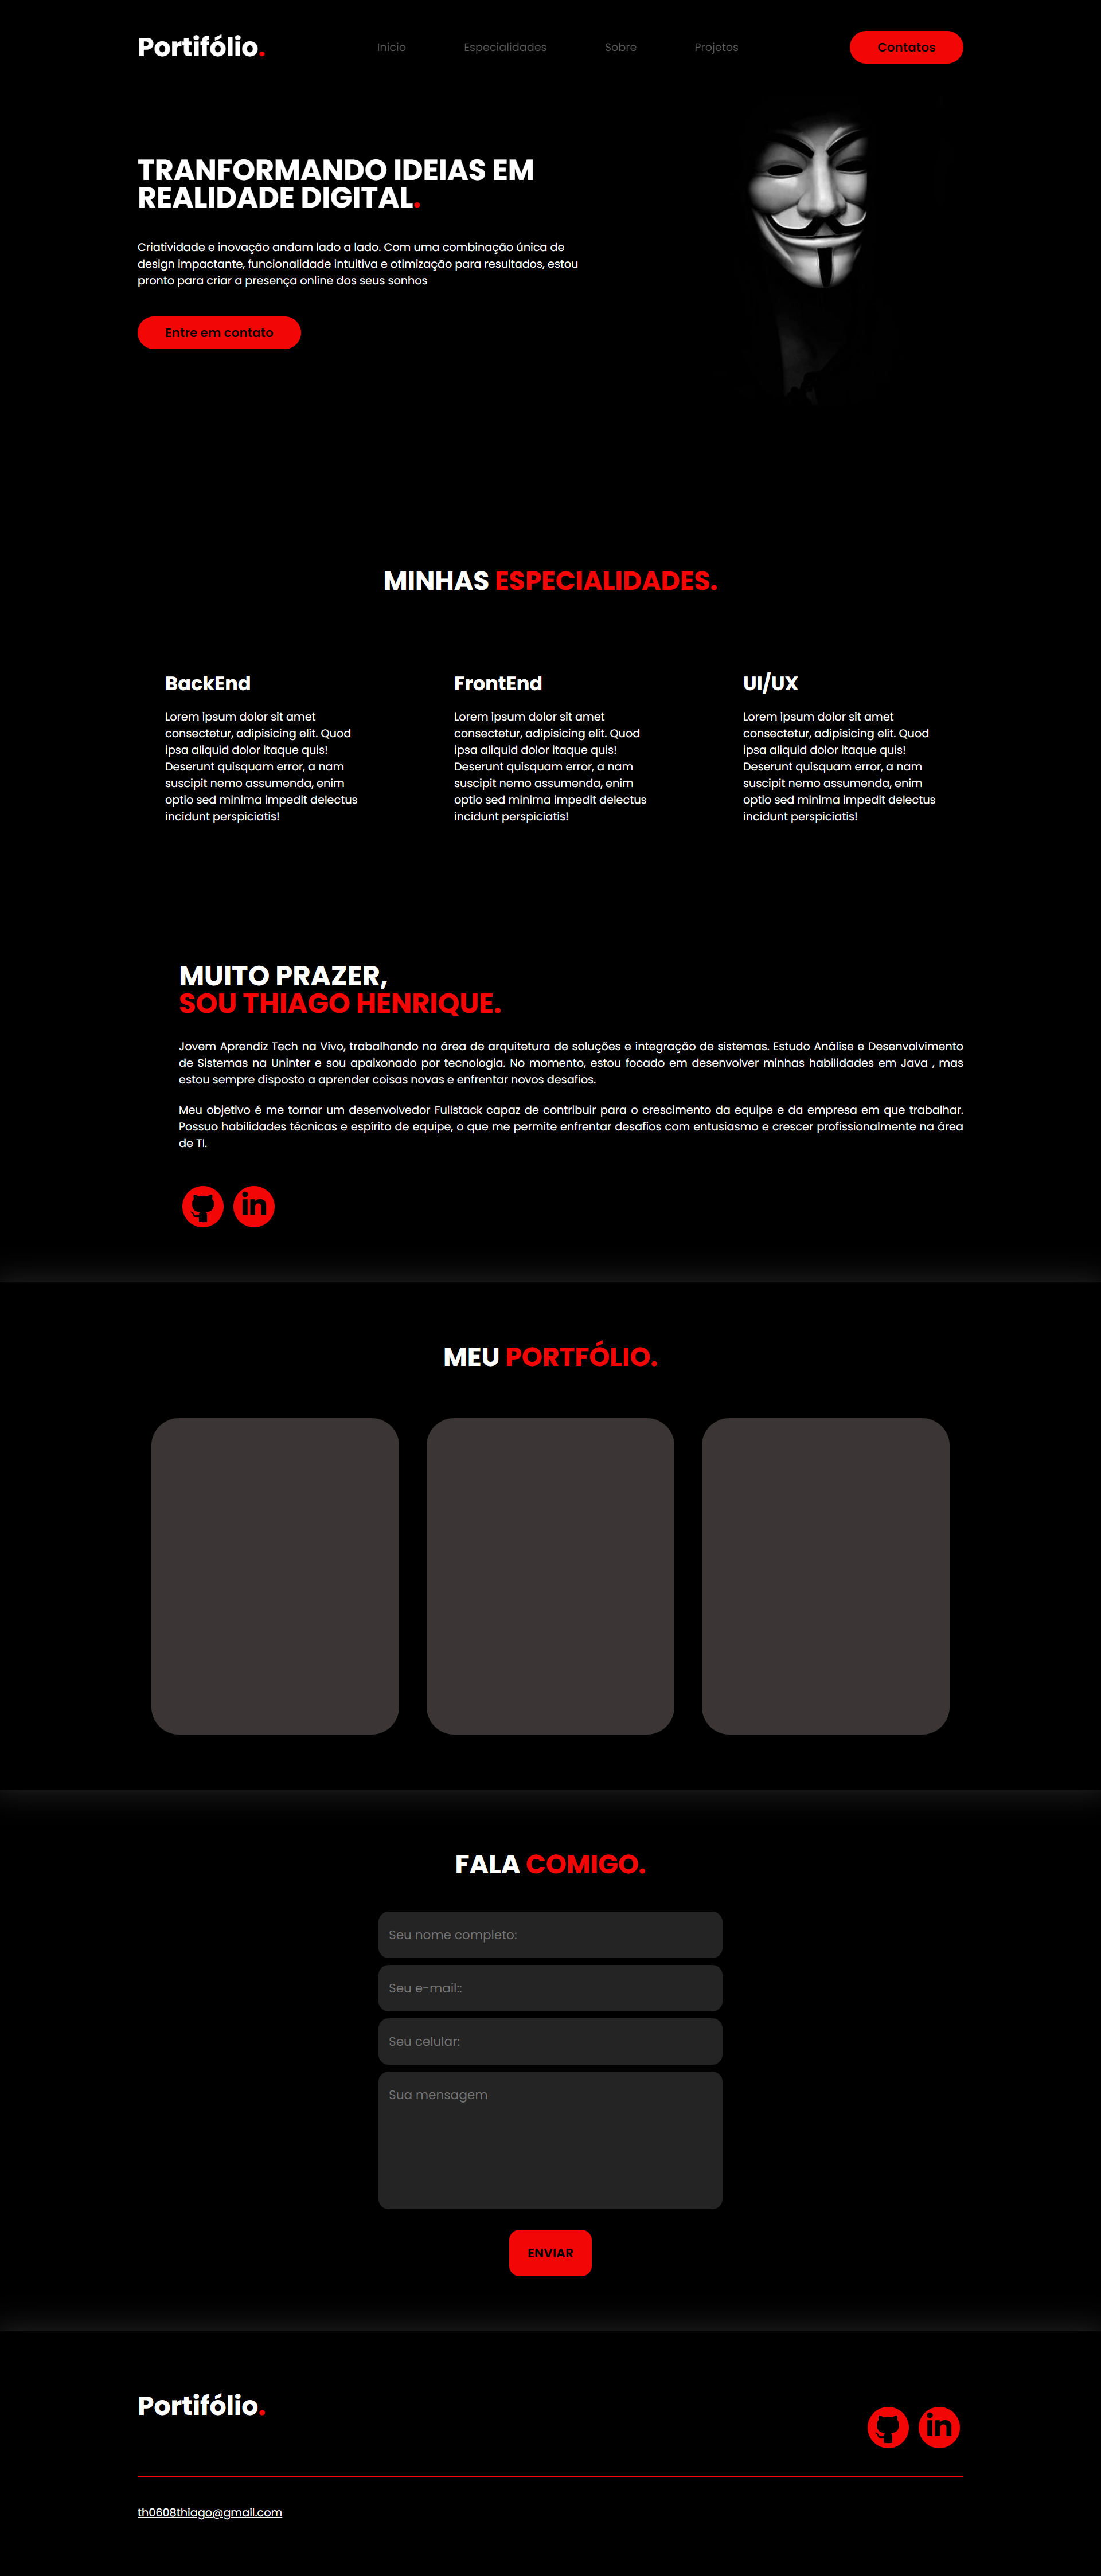 Portifólio.
Inicio
Especialidades
Sobre
Projetos
Contatos
TRANFORMANDO IDEIAS EM
REALIDADE DIGITAL.
Criatividade e inovação andam lado a lado. Com uma combinação única de
design impactante, funcionalidade intuitiva e otimização para resultados, estou
pronto para criar a presença online dos seus sonhos
Entre em contato
MINHAS ESPECIALIDADES.
BackEnd
Lorem ipsum dolor sit amet
consectetur, adipisicing elit. Quod
ipsa aliquid dolor itaque quis!
Deserunt quisquam error, a nam
suscipit nemo assumenda, enim
optio sed minima impedit delectus
incidunt perspiciatis!
FrontEnd
Lorem ipsum dolor sit amet
consectetur, adipisicing elit. Quod
ipsa aliquid dolor itaque quis!
Deserunt quisquam error, a nam
suscipit nemo assumenda, enim
optio sed minima impedit delectus
incidunt perspiciatis!
UI/UX
Lorem ipsum dolor sit amet
consectetur, adipisicing elit. Quod
ipsa aliquid dolor itaque quis!
Deserunt quisquam error, a nam
suscipit nemo assumenda, enim
optio sed minima impedit delectus
incidunt perspiciatis!
MUITO PRAZER,
SOU THIAGO HENRIQUE.
Jovem Aprendiz Tech na Vivo, trabalhando na área de arquitetura de soluções e integração de sistemas. Estudo Análise e Desenvolvimento
de Sistemas na Uninter e sou apaixonado por tecnologia. No momento, estou focado em desenvolver minhas habilidades em Java , mas
estou sempre disposto a aprender coisas novas e enfrentar novos desafios.
Meu objetivo é me tornar um desenvolvedor Fullstack capaz de contribuir para o crescimento da equipe e da empresa em que trabalhar.
Possuo habilidades técnicas e espírito de equipe, o que me permite enfrentar desafios com entusiasmo e crescer profissionalmente na área
de TI.
in
MEU PORTFÓLIO.
FALA COMIGO.
Seu nome completo:
Seu e-mail::
Seu celular:
Sua mensagem
ENVIAR
Portifólio.
in
th0608thiago@gmail.com